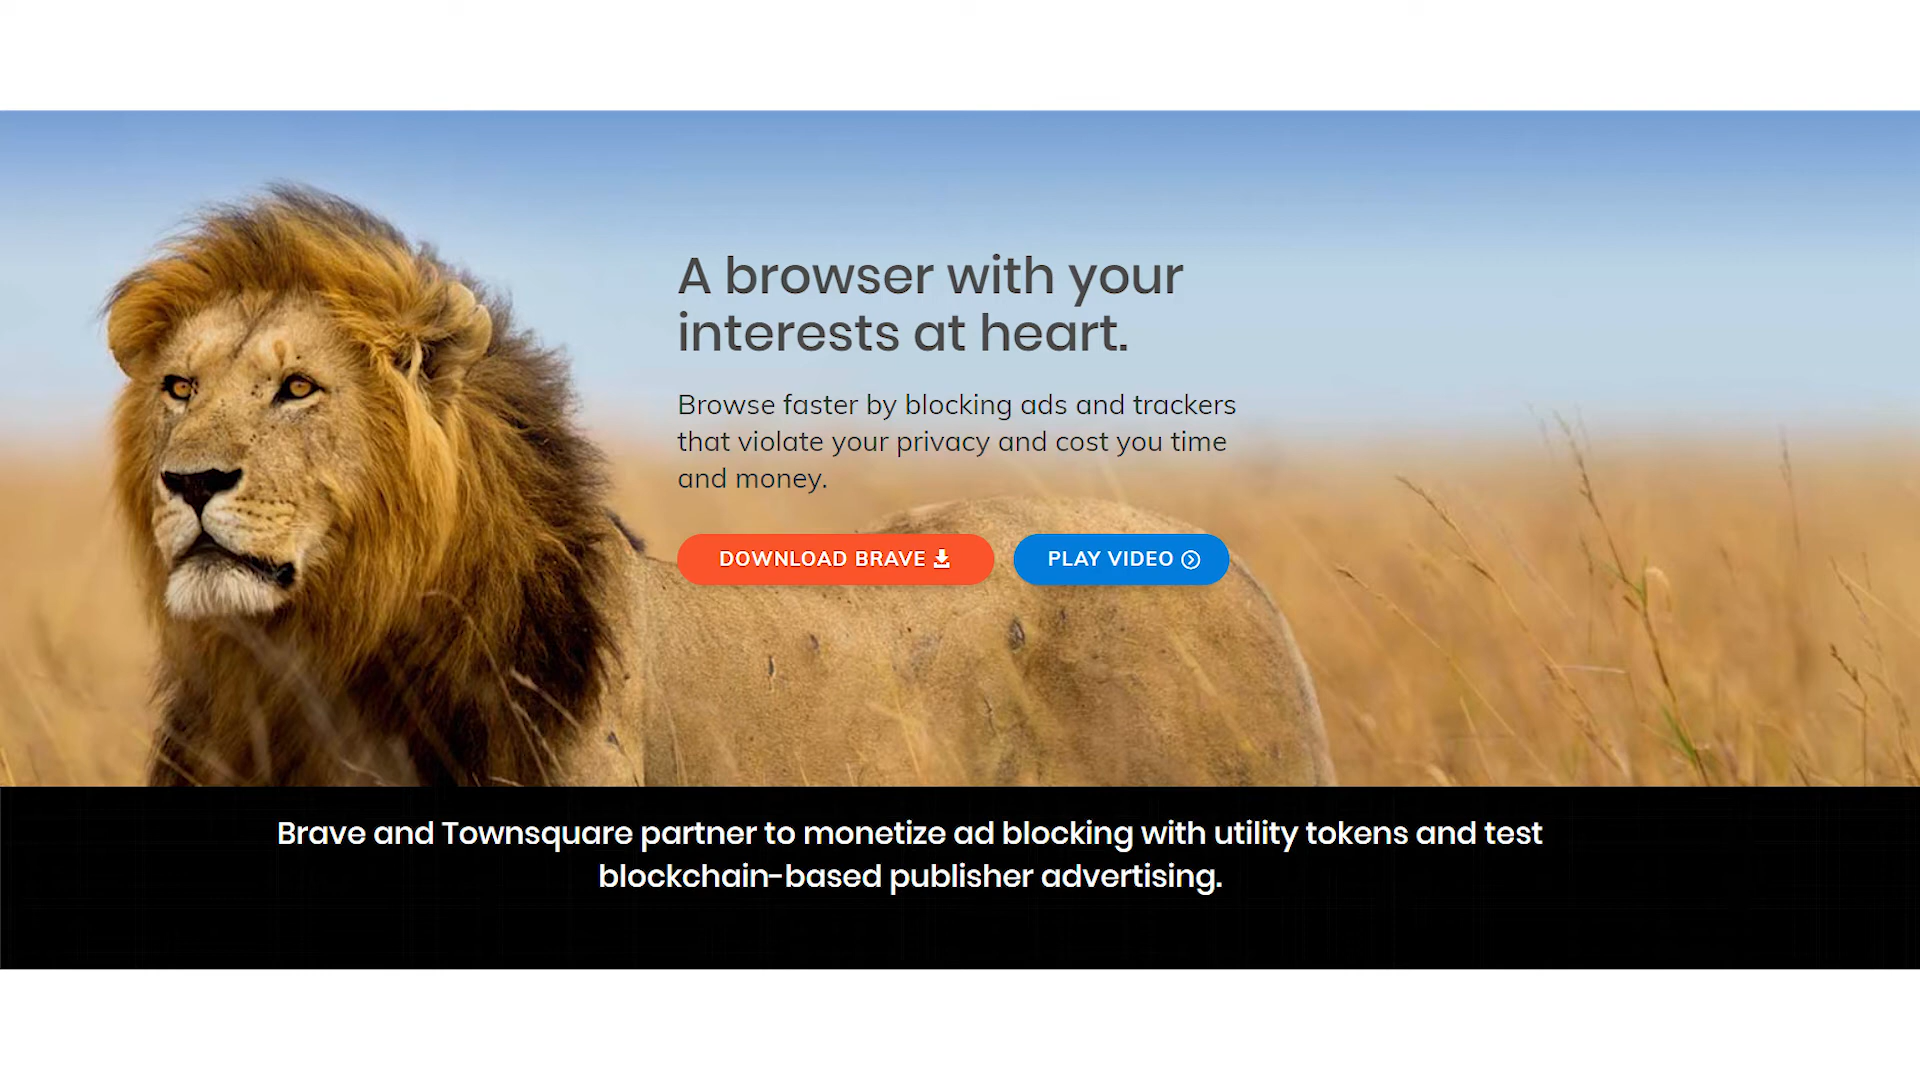 A browser with your
interests at heart.
Browse faster by blocking ads and trackers
that violate your privacy and cost you time
and money.
DOWNLOAD BRAVE
PLAY VIDEO
Brave and Townsquare partner to monetize ad blocking with utility tokens and test
blockchain-based publisher advertising.